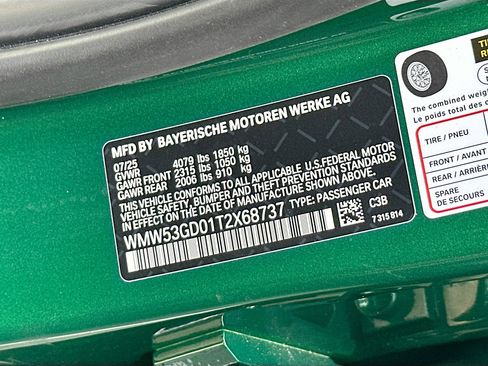 MFD BY BAYERISCHE MOTOREN WERKE AG
07/25
GVWR 4079 lbs 1850 kg
GAWR FRONT 2315 lbs 1050 kg
GAWR REAR 2006 lbs 910 kg
THIS VEHICLE CONFORMS TO ALL APPLICABLE U.S. FEDERAL MOTOR
VEHICLE SAFETY, BUMPER, AND THEFT PREVENTION STANDARDS
IN EFFECT ON THE DATE OF MANUFACTURE SHOWN ABOVE.
WMW53GD01T2X68737 TYPE: PASSENGER CAR
C3B
7 315 814
The combined weig
Le poids total des
TIRE / PNEU
FRONT / AVAN
REAR / ARRIÈR
SPARE
DE SECOURS